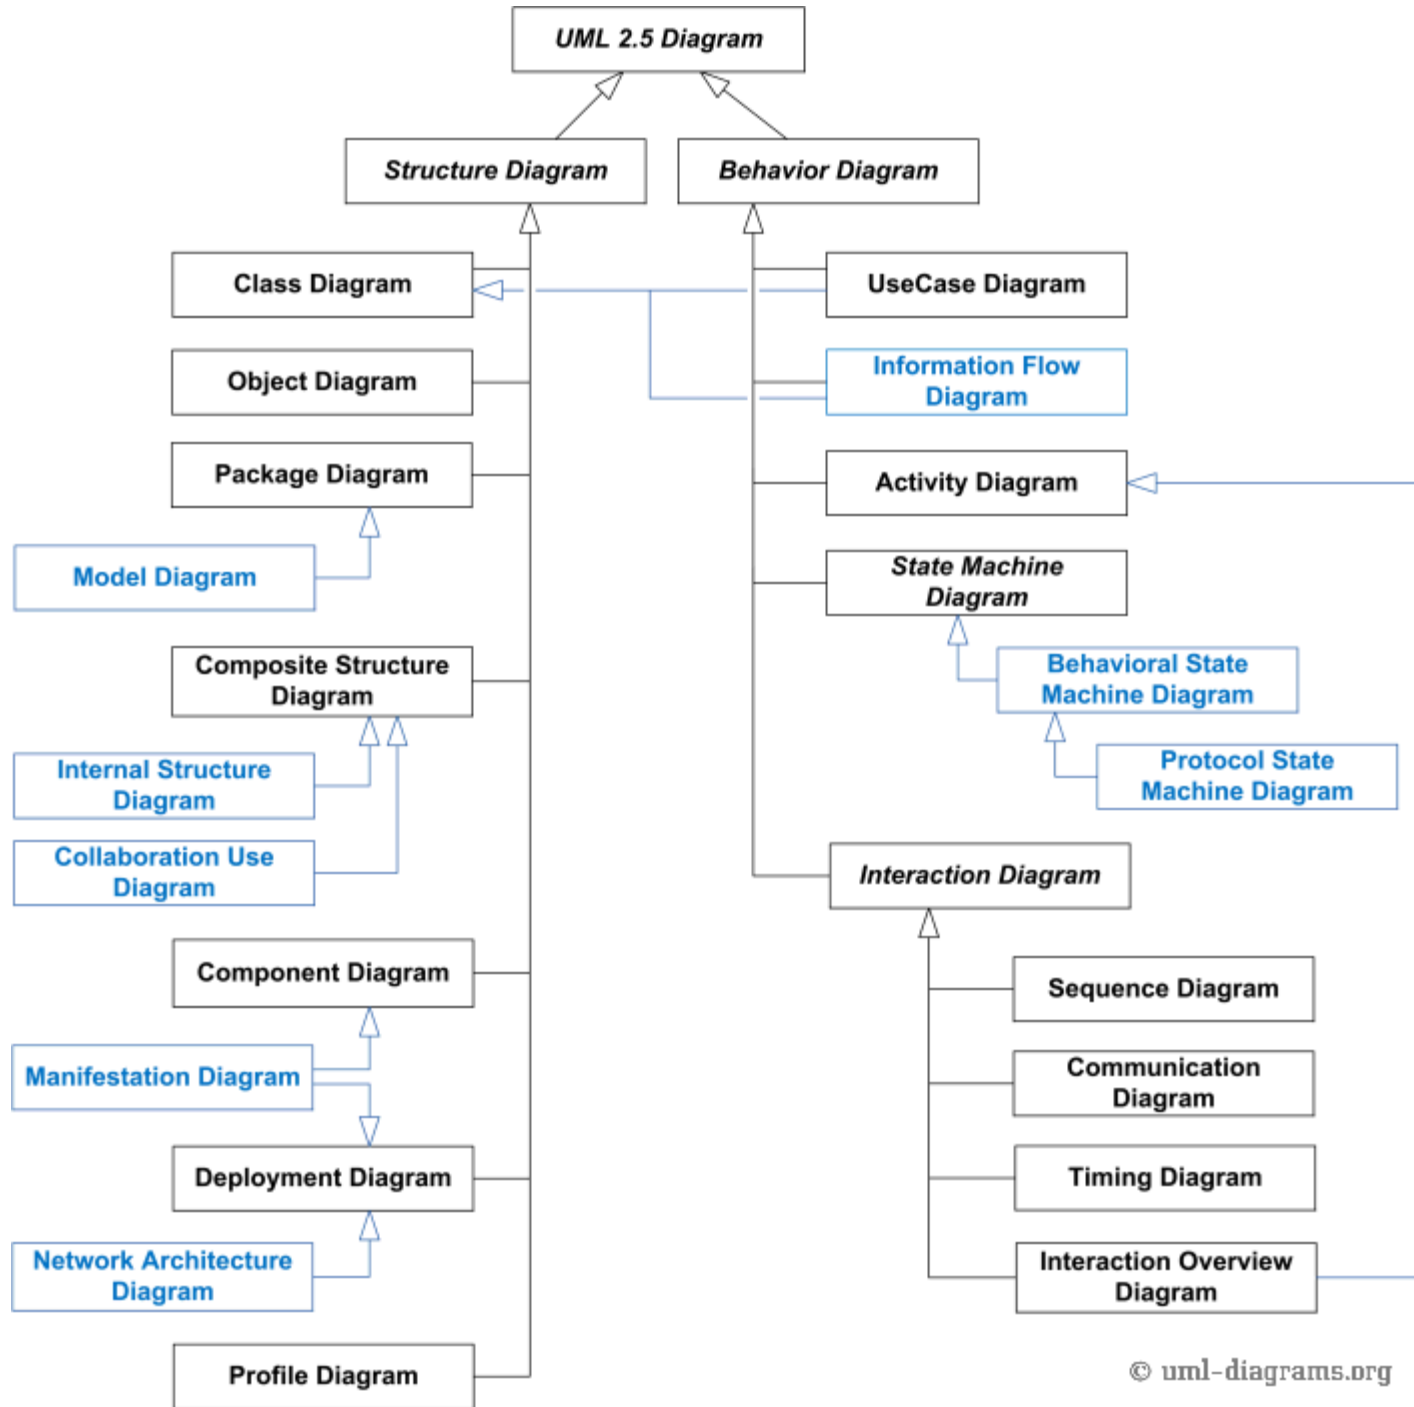 UML 2.5 Diagram
Structure Diagram
Behavior Diagram
Class Diagram
UseCase Diagram
Object Diagram
Information Flow
Diagram
Package Diagram
Activity Diagram
Model Diagram
State Machine
Diagram
Composite Structure
Diagram
Behavioral State
Machine Diagram
Internal Structure
Diagram
Protocol State
Machine Diagram
Collaboration Use
Diagram
Interaction Diagram
Component Diagram
Sequence Diagram
Manifestation Diagram
Communication
Diagram
Deployment Diagram
Timing Diagram
Network Architecture
Diagram
Interaction Overview
Diagram
Profile Diagram
© uml-diagrams.org